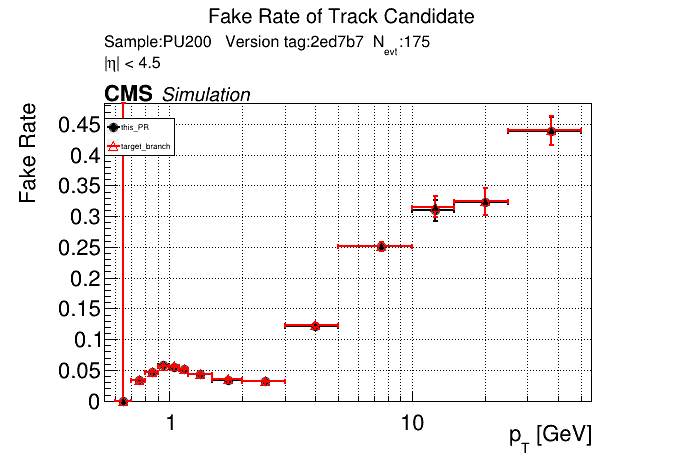 Fake Rate of Track Candidate
Sample:PU200 Version tag:2ed7b7 N_evt:175
|η| < 4.5
CMS Simulation
Fake Rate
0.45
0.4
0.35
0.3
0.25
0.2
0.15
0.1
0.05
0
this_PR
target_branch
1
10
p_T [GeV]